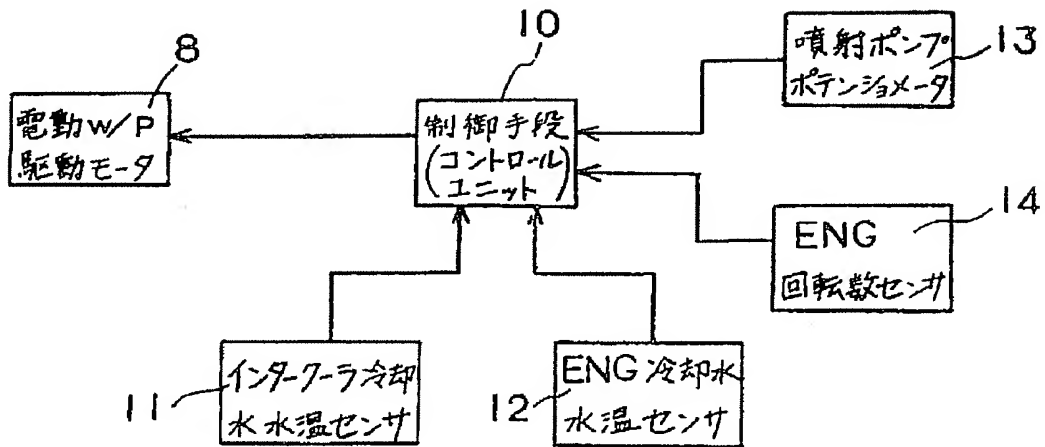 10
8
13
14
11
12
電動W/P
駆動モータ
制御手段
(コントロール
ユニット)
噴射ポンプ
ポテンショメータ
ENG
回転数センサ
インタークーラ冷却
水水温センサ
ENG冷却水
水温センサ